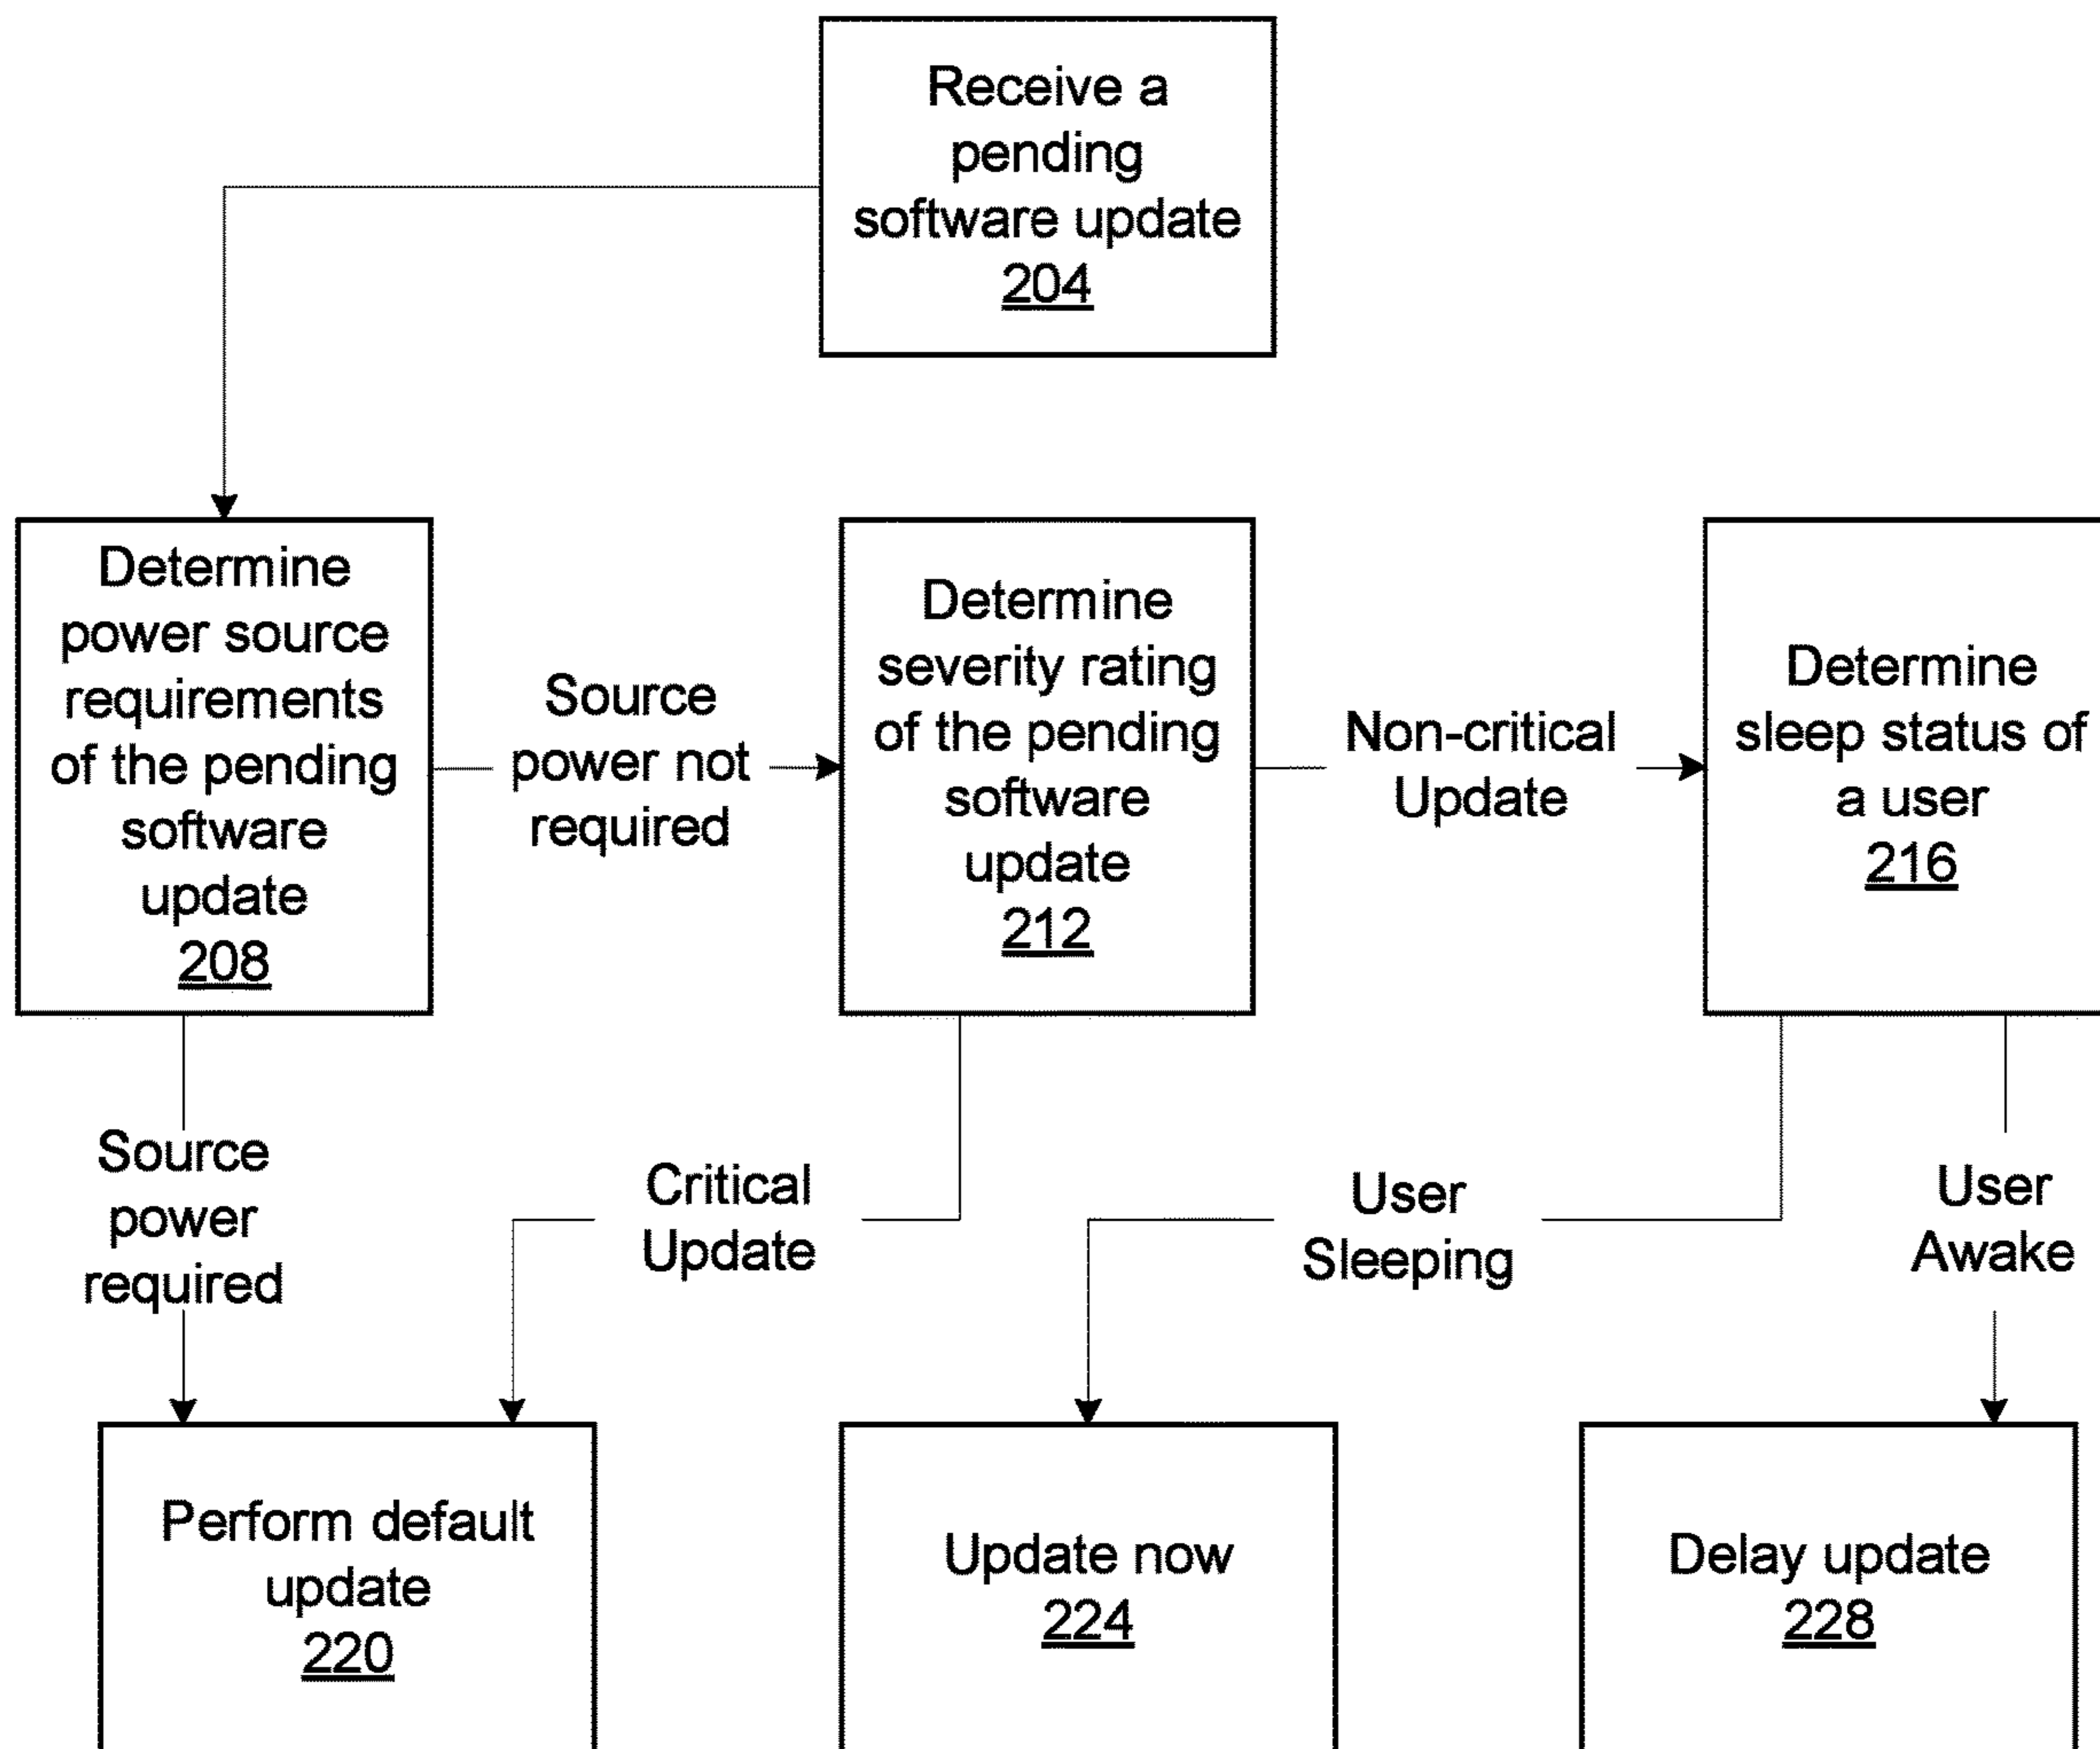 Receive a
pending
software update
204
Determine
power source
requirements
of the pending
software
update
208
Source
power not
required
Determine
severity rating
of the pending
software
update
212
Non-critical
Update
Determine
sleep status of
a user
216
Source
power
required
Critical
Update
User
Sleeping
User
Awake
Perform default
update
220
Update now
224
Delay update
228